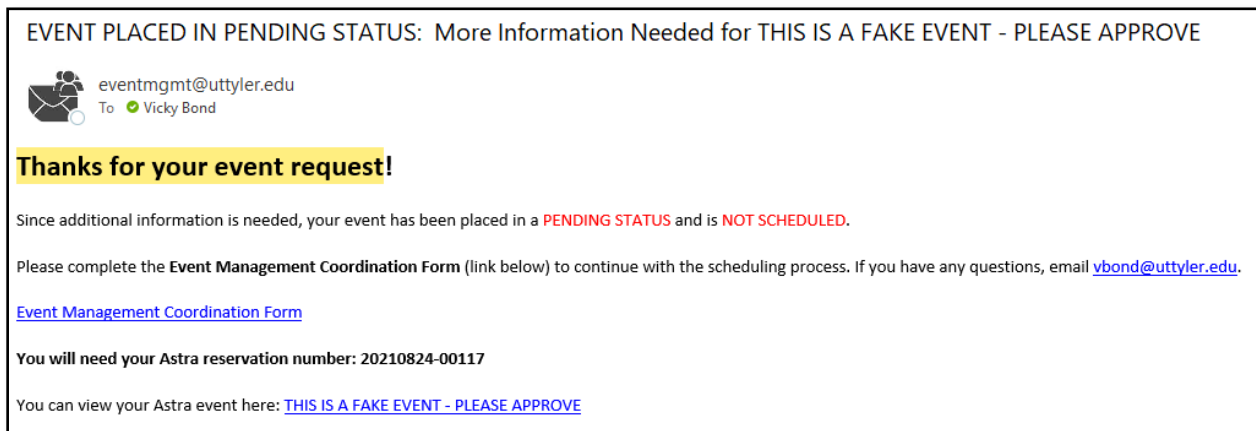 EVENT PLACED IN PENDING STATUS:  More Information Needed for THIS IS A FAKE EVENT - PLEASE APPROVE
eventmgmt@uttyler.edu
To Vicky Bond
Thanks for your event request!
Since additional information is needed, your event has been placed in a PENDING STATUS and is NOT SCHEDULED.
Please complete the Event Management Coordination Form (link below) to continue with the scheduling process. If you have any questions, email vbond@uttyler.edu.
Event Management Coordination Form
You will need your Astra reservation number: 20210824-00117
You can view your Astra event here: THIS IS A FAKE EVENT - PLEASE APPROVE